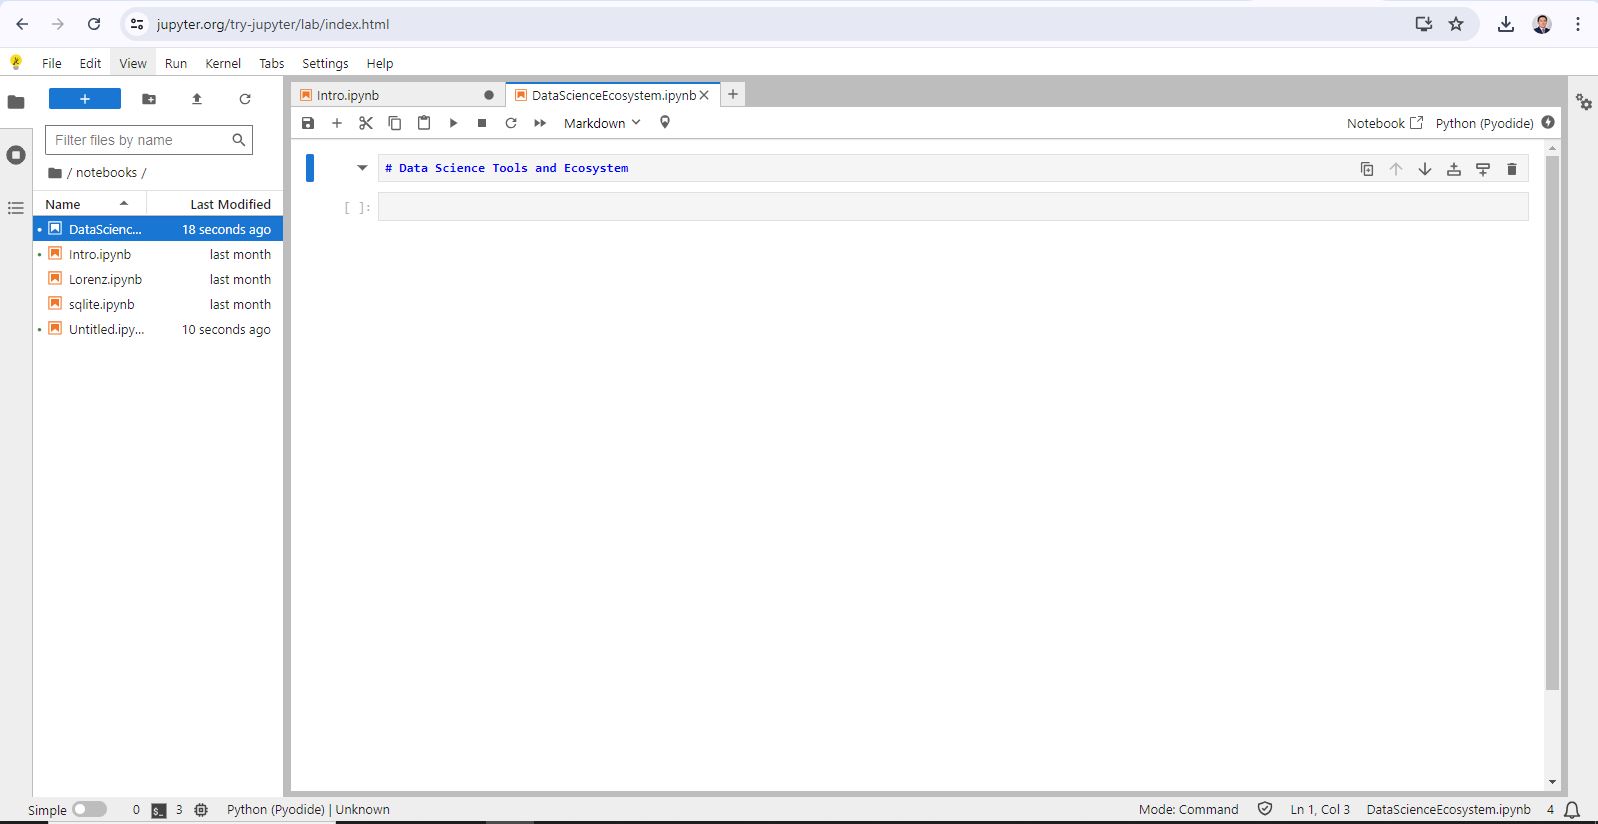 jupyter.org/try-jupyter/lab/index.html
File Edit View Run Kernel Tabs Settings Help
Intro.ipynb DataScienceEcosystem.ipynb
Markdown Notebook Python (Pyodide)
Filter files by name
/ notebooks /
Name Last Modified
DataScienc... 18 seconds ago
Intro.ipynb last month
Lorenz.ipynb last month
sqlite.ipynb last month
Untitled.ipy... 10 seconds ago
# Data Science Tools and Ecosystem
[ ]:
Simple 0 $_ 3 Python (Pyodide) | Unknown Mode: Command Ln 1, Col 3 DataScienceEcosystem.ipynb 4